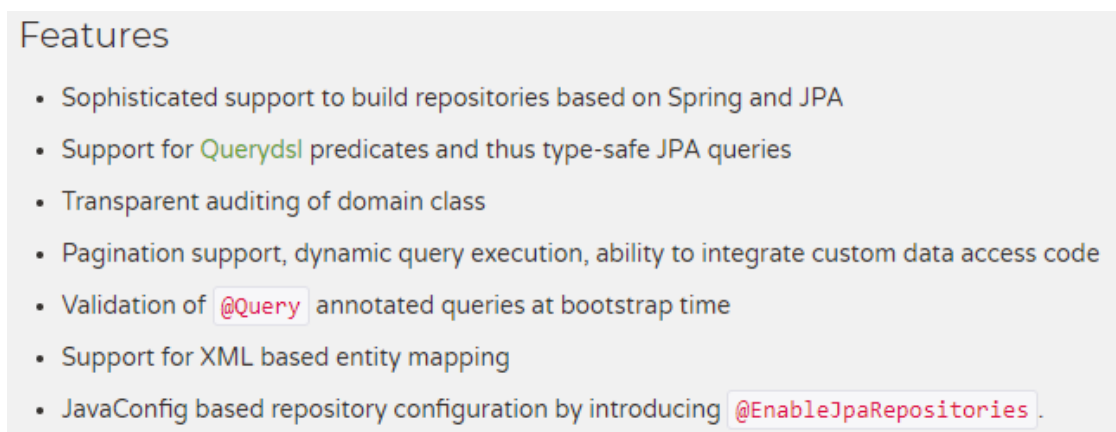 Features
• Sophisticated support to build repositories based on Spring and JPA
• Support for Querydsl predicates and thus type-safe JPA queries
• Transparent auditing of domain class
• Pagination support, dynamic query execution, ability to integrate custom data access code
• Validation of @Query annotated queries at bootstrap time
• Support for XML based entity mapping
• JavaConfig based repository configuration by introducing @EnableJpaRepositories.